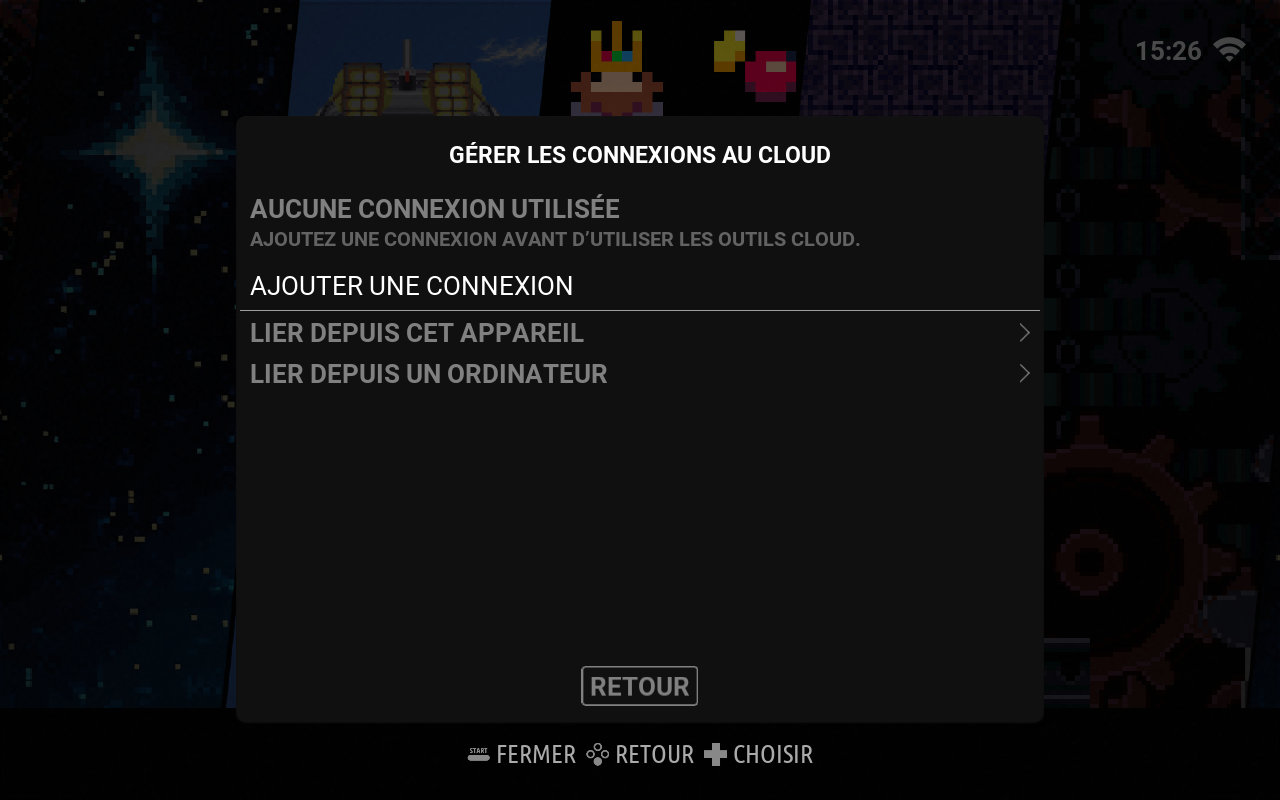 15:26
GÉRER LES CONNEXIONS AU CLOUD
AUCUNE CONNEXION UTILISÉE
AJOUTEZ UNE CONNEXION AVANT D’UTILISER LES OUTILS CLOUD.
AJOUTER UNE CONNEXION
LIER DEPUIS CET APPAREIL
LIER DEPUIS UN ORDINATEUR
RETOUR
START FERMER RETOUR CHOISIR